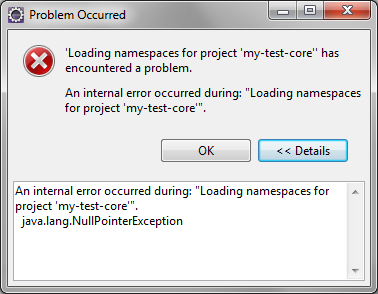 Problem Occurred
'Loading namespaces for project 'my-test-core'' has
encountered a problem.
An internal error occurred during: "Loading namespaces
for project 'my-test-core'".
OK
<< Details
An internal error occurred during: "Loading namespaces for
project 'my-test-core'".
java.lang.NullPointerException